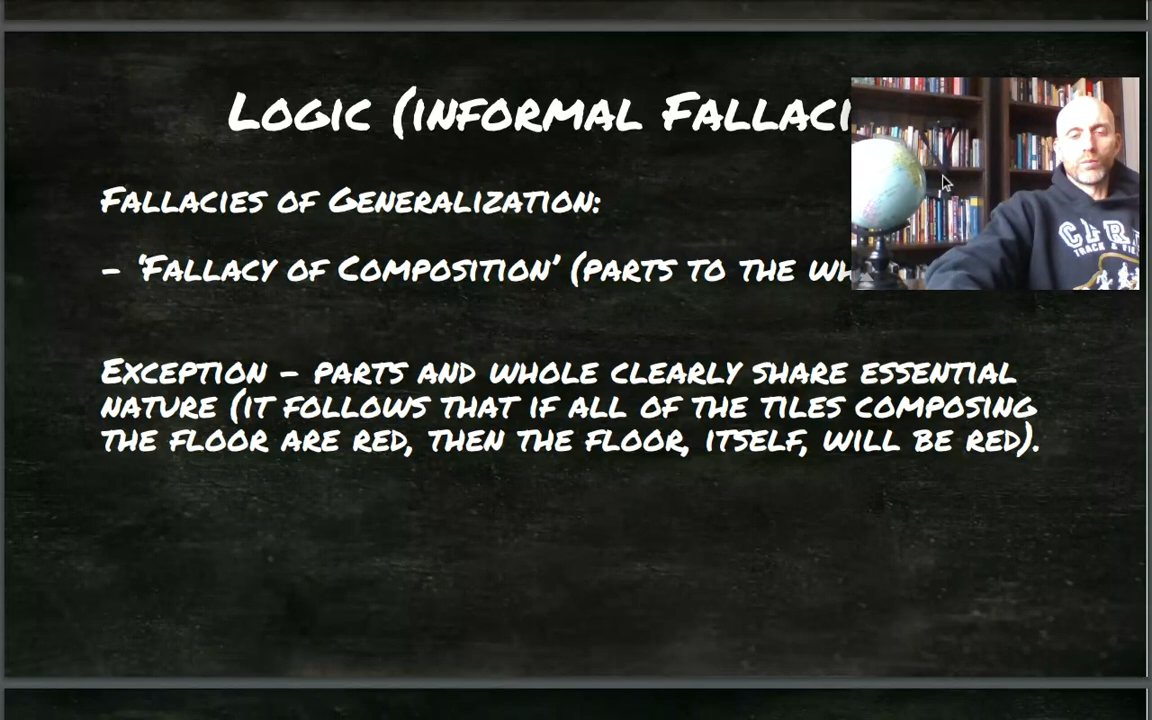 Logic (informal Fallaci
Fallacies of Generalization:
- 'Fallacy of Composition' (parts to the wh
Exception - parts and whole clearly share essential
nature (it follows that if all of the tiles composing
the floor are red, then the floor, itself, will be red).
TRACK & FI